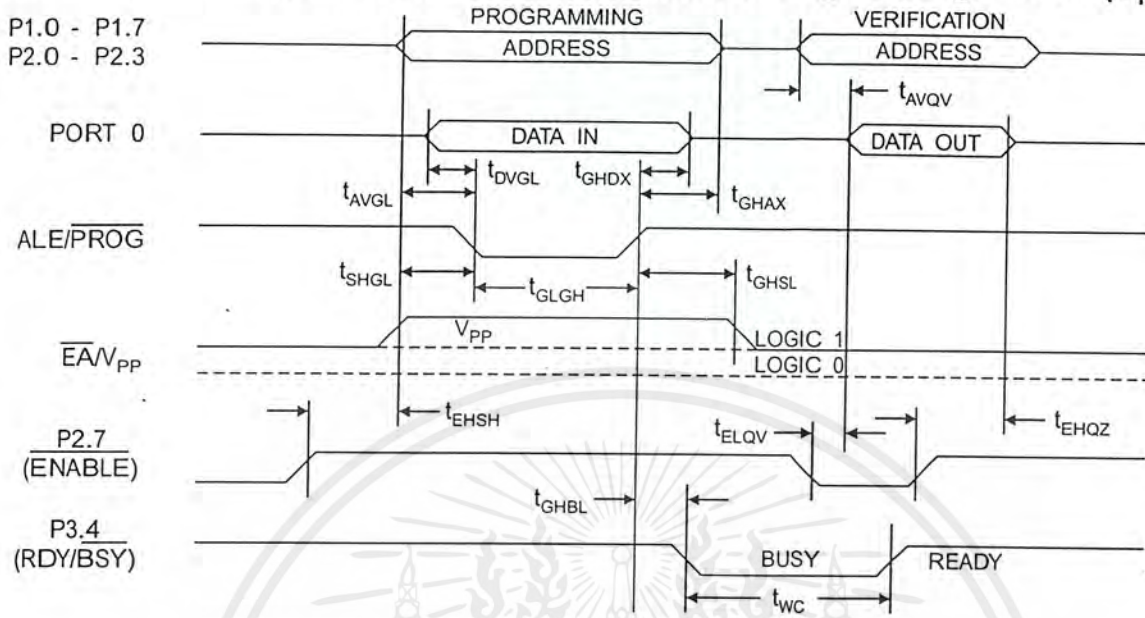 PROGRAMMING
VERIFICATION
P1.0 - P1.7
P2.0 - P2.3
ADDRESS
ADDRESS
tAVQV
PORT 0
DATA IN
DATA OUT
tDVGL
tGHDX
tAVGL
tGHAX
ALE/PROG
tSHGL
tGLGH
tGHSL
VPP
LOGIC 1
EA/VPP
LOGIC 0
tEHSH
tELQV
tEHQZ
P2.7
(ENABLE)
tGHBL
P3.4
(RDY/BSY)
BUSY
READY
tWC